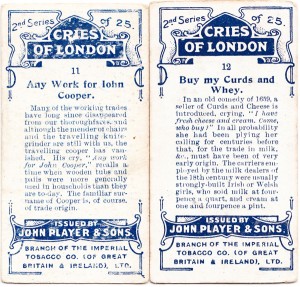 2nd Series of 25.
CRIES
OF LONDON
11
Any Work for Iohn
Cooper.
Many of the working trades
have long since disappeared
from our thoroughfares, and
although the mender of chairs
and the travelling knife-
grinder are still with us, the
travelling cooper has van-
ished. His cry, "Any work
for John Cooper," recalls a
time when wooden tubs and
pails were more generally
used in households than they
are to-day. The familiar sur-
name of Cooper is, of course,
of trade origin.
ISSUED BY
JOHN PLAYER & SONS.
BRANCH OF THE IMPERIAL
TOBACCO CO. (OF GREAT
BRITAIN & IRELAND), LTD.
2nd Series of 25.
CRIES
OF LONDON
12
Buy my Curds and
Whey.
In an old comedy of 1659, a
seller of Curds and Cheese is
introduced, crying, "I have
fresh cheese and cream, Come,
who buy!" In all probability
she had been plying her
calling for centuries before
that, for the trade in milk,
&c., must have been of very
early origin. The carriers em-
ployed by the milk dealers of
the 18th century were usually
strongly-built Irish or Welsh
girls, who sold milk at four-
pence a quart, and cream at
one and fourpence a pint.
ISSUED BY
JOHN PLAYER & SONS.
BRANCH OF THE IMPERIAL
TOBACCO CO. (OF GREAT
BRITAIN & IRELAND), LTD.